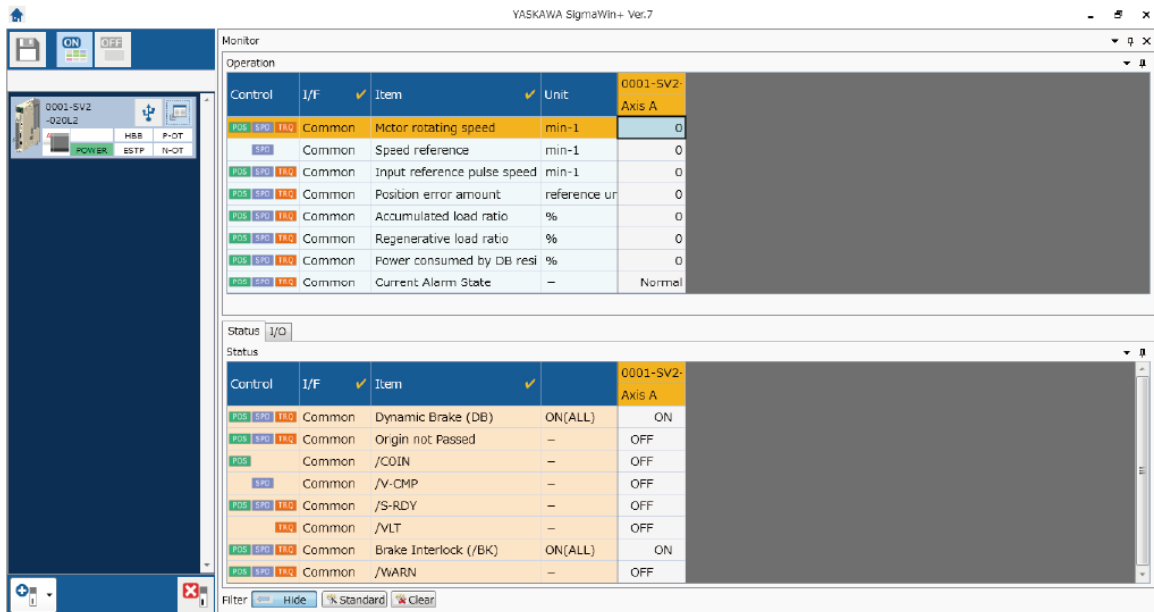 YASKAWA SigmaWin+ Ver.7
ON OFF
Monitor
Operation
Control I/F Item Unit 0001-SV2- Axis A
POS SPD TRQ Common Motor rotating speed min-1 0
SPD Common Speed reference min-1 0
POS SPD TRQ Common Input reference pulse speed min-1 0
POS SPD TRQ Common Position error amount reference ur 0
POS SPD TRQ Common Accumulated load ratio % 0
POS SPD TRQ Common Regenerative load ratio % 0
POS SPD TRQ Common Power consumed by DB resi % 0
POS SPD TRQ Common Current Alarm State − Normal
0001-SV2
-020L2
HBB P-OT
POWER ESTP N-OT
Status I/O
Status
Control I/F Item 0001-SV2- Axis A
POS SPD TRQ Common Dynamic Brake (DB) ON(ALL) ON
POS SPD TRQ Common Origin not Passed − OFF
POS Common /COIN − OFF
SPD Common /V-CMP − OFF
POS SPD TRQ Common /S-RDY − OFF
TRQ Common /VLT − OFF
POS SPD TRQ Common Brake Interlock (/BK) ON(ALL) ON
POS SPD TRQ Common /WARN − OFF
Filter Hide Standard Clear